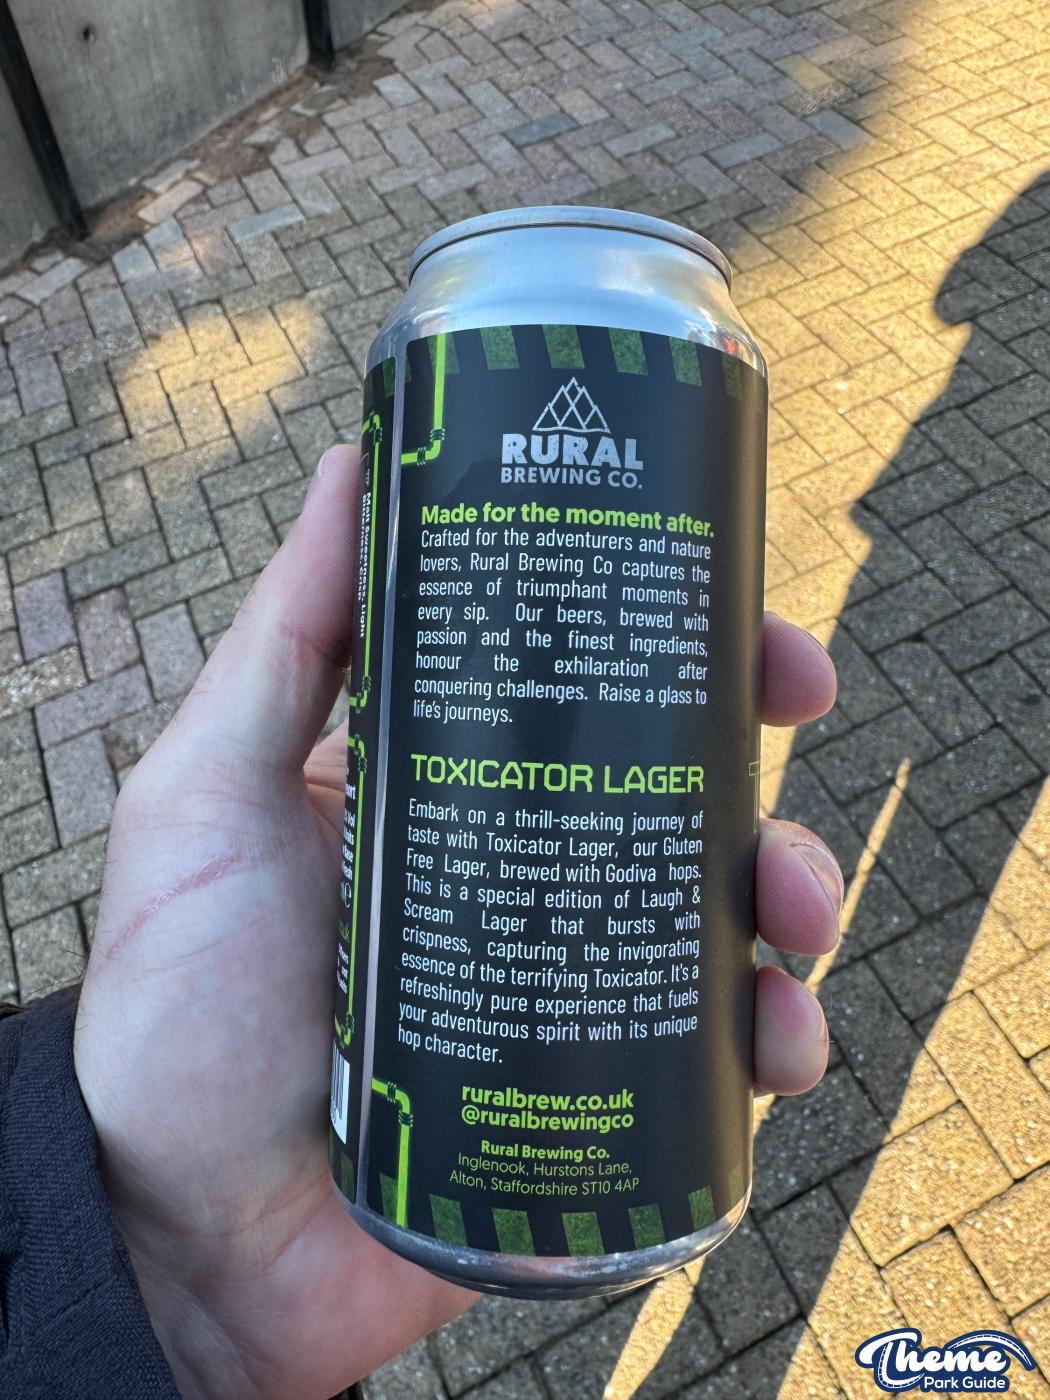 RURAL
BREWING CO.
Made for the moment after.
Crafted for the adventurers and nature
lovers, Rural Brewing Co captures the
essence of triumphant moments in
every sip. Our beers, brewed with
passion and the finest ingredients,
honour the exhilaration after
conquering challenges. Raise a glass to
life's journeys.
TOXICATOR LAGER
Embark on a thrill-seeking journey of
taste with Toxicator Lager, our Gluten
Free Lager, brewed with Godiva hops.
This is a special edition of Laugh &
Scream Lager that bursts with
crispness, capturing the invigorating
essence of the terrifying Toxicator. It's a
refreshingly pure experience that fuels
your adventurous spirit with its unique
hop character.
ruralbrew.co.uk
@ruralbrewingco
Rural Brewing Co.
Inglenook, Hurstons Lane,
Alton, Staffordshire ST10 4AP
Malt Sweetness, Light
Bitterness, Crisp
Theme
Park Guide